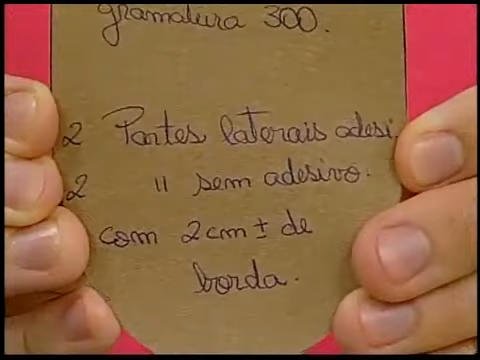 gramatura 300.
2 Partes laterais adesi
2 " sem adesivo.
com 2cm ± de
borda.